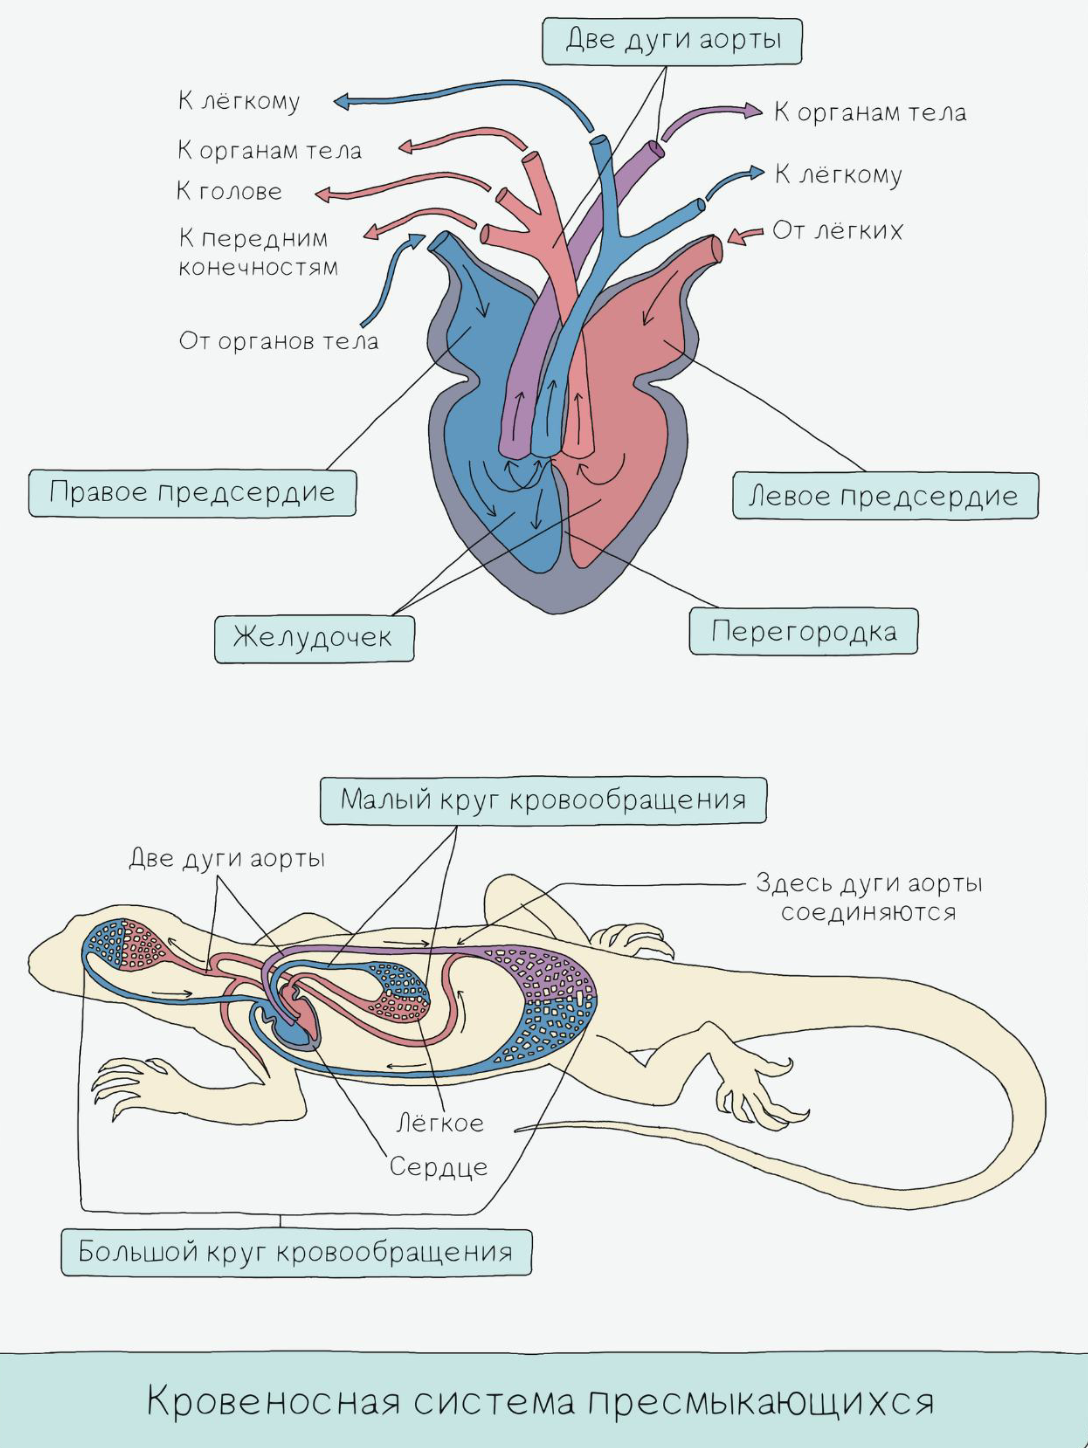 Две дуги аорты
К лёгкому
К органам тела
К органам тела
К голове
К лёгкому
К передним
конечностям
От лёгких
От органов тела
Правое предсердие
Левое предсердие
Желудочек
Перегородка
Малый круг кровообращения
Две дуги аорты
Здесь дуги аорты
соединяются
Лёгкое
Сердце
Большой круг кровообращения
Кровеносная система пресмыкающихся